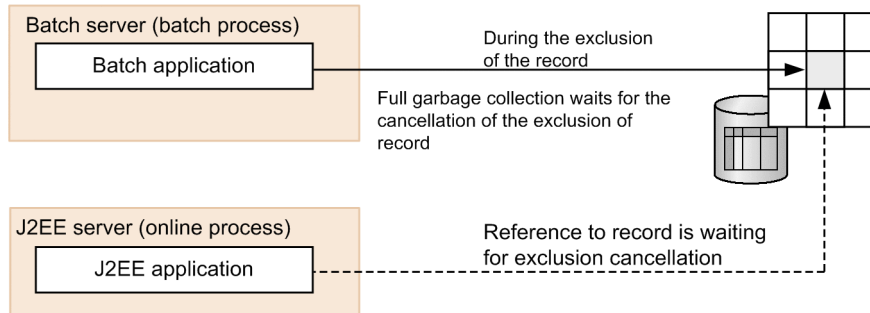 Batch server (batch process)
Batch application
During the exclusion
of the record
Full garbage collection waits for the
cancellation of the exclusion of
record
J2EE server (online process)
J2EE application
Reference to record is waiting
for exclusion cancellation